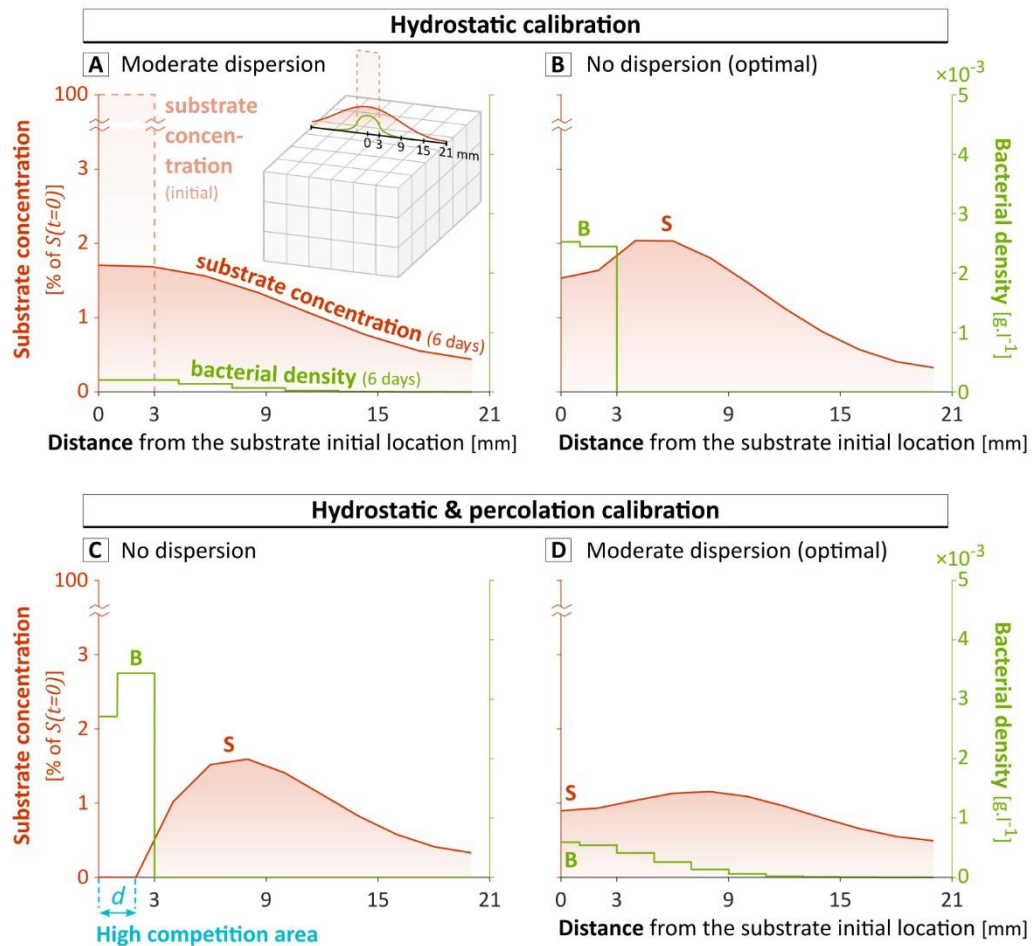 Hydrostatic calibration
A Moderate dispersion
B No dispersion (optimal)
Substrate concentration
[% of S(t=0)]
100
3
2
1
0
substrate
concen-
tration
(initial)
0 3 9 15 21 mm
substrate concentration (6 days)
bacterial density (6 days)
0 3 9 15 21
Distance from the substrate initial location [mm]
B
S
×10⁻³
5
4
3
2
1
0
Bacterial density [g.l⁻¹]
0 3 9 15 21
Distance from the substrate initial location [mm]
Hydrostatic & percolation calibration
C No dispersion
D Moderate dispersion (optimal)
Substrate concentration
[% of S(t=0)]
100
3
2
1
0
B
S
3 9 15 21
d
High competition area
S
B
×10⁻³
5
4
3
2
1
0
Bacterial density [g.l⁻¹]
0 3 9 15 21
Distance from the substrate initial location [mm]